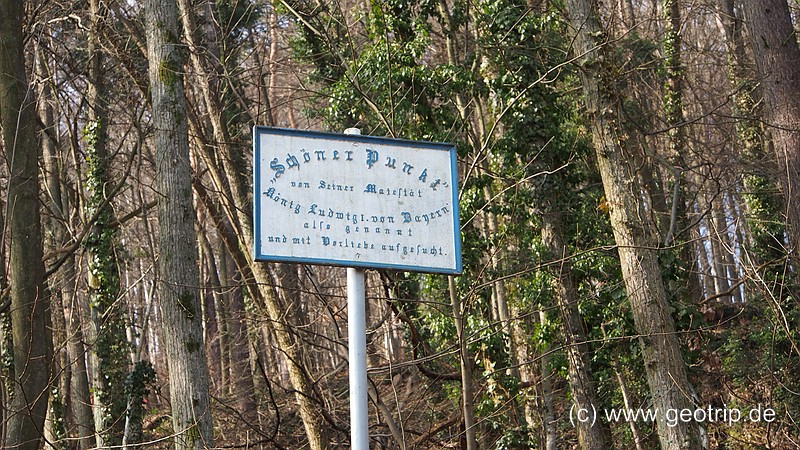 "Schöner Punkt"
von Seiner Majestät
König Ludwig I. von Bayern
also genannt
und mit Vorliebe aufgesucht.
(c) www.geotrip.de